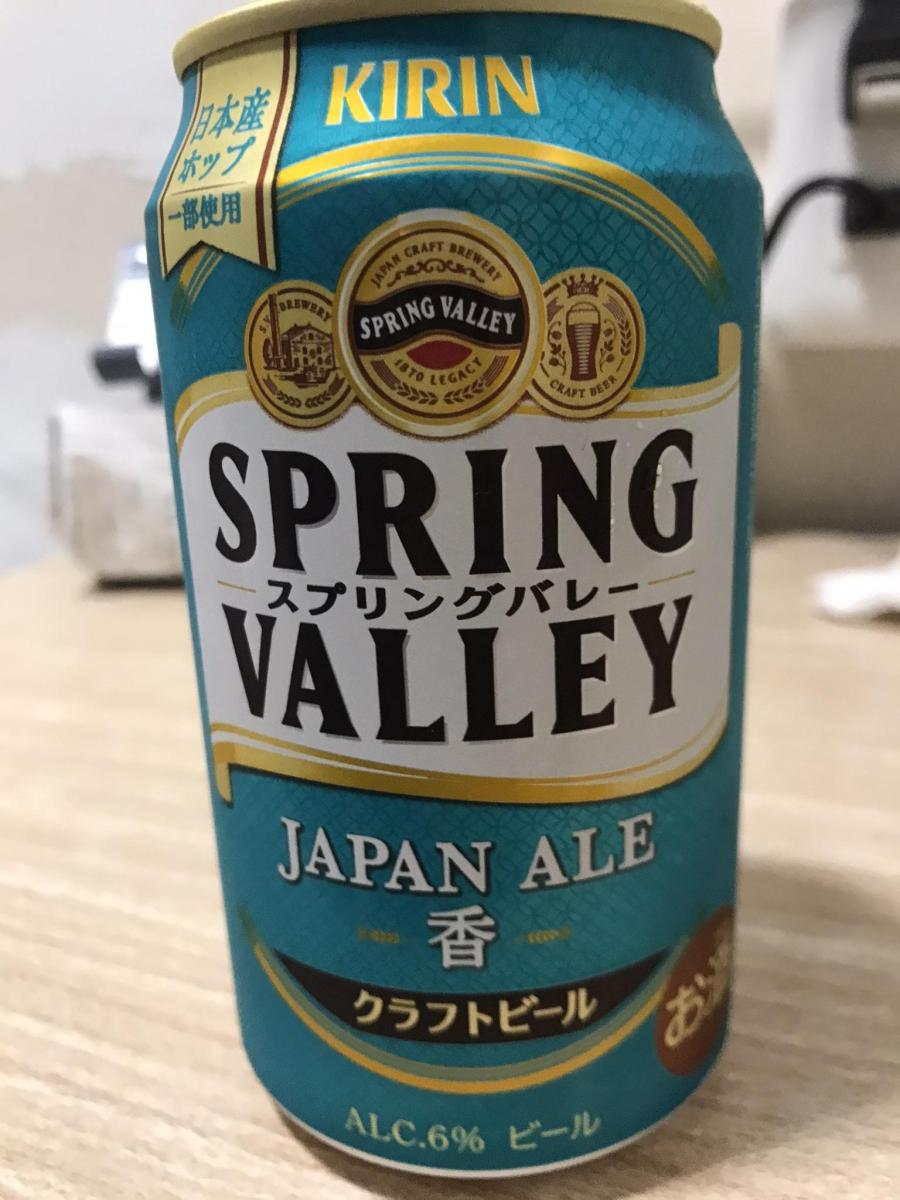 KIRIN
日本産
ホップ
一部使用
JAPAN CRAFT BREWERY
SPRING VALLEY
1870 LEGACY
S.V. BREWERY
CRAFT BEER
SPRING
スプリングバレー
VALLEY
JAPAN ALE
香
クラフトビール
お酒
ALC.6% ビール